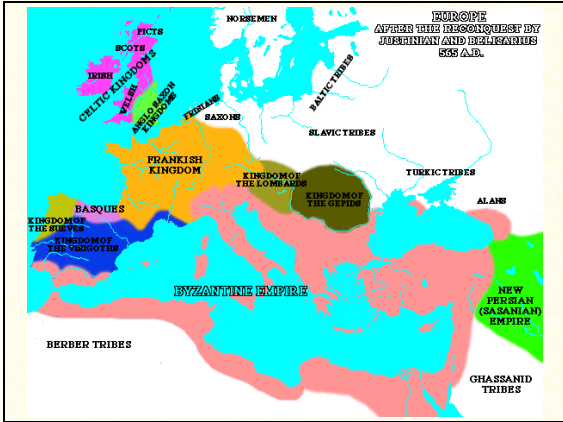 EUROPE
AFTER THE RECONQUEST BY
JUSTINIAN AND BELISARIUS
565 A.D.
NORSEMEN
PICTS
SCOTS
IRISH
CELTIC KINGDOMS
WELSH
ANGLO SAXON
KINGDOMS
FRISIANS
SAXONS
BALTIC TRIBES
SLAVIC TRIBES
FRANKISH
KINGDOM
KINGDOM OF
THE LOMBARDS
KINGDOM OF
THE GEPIDS
TURKIC TRIBES
ALANS
BASQUES
KINGDOM OF
THE SUEVES
KINGDOM OF
THE VISIGOTHS
BYZANTINE EMPIRE
NEW
PERSIAN
(SASANIAN)
EMPIRE
BERBER TRIBES
GHASSANID
TRIBES